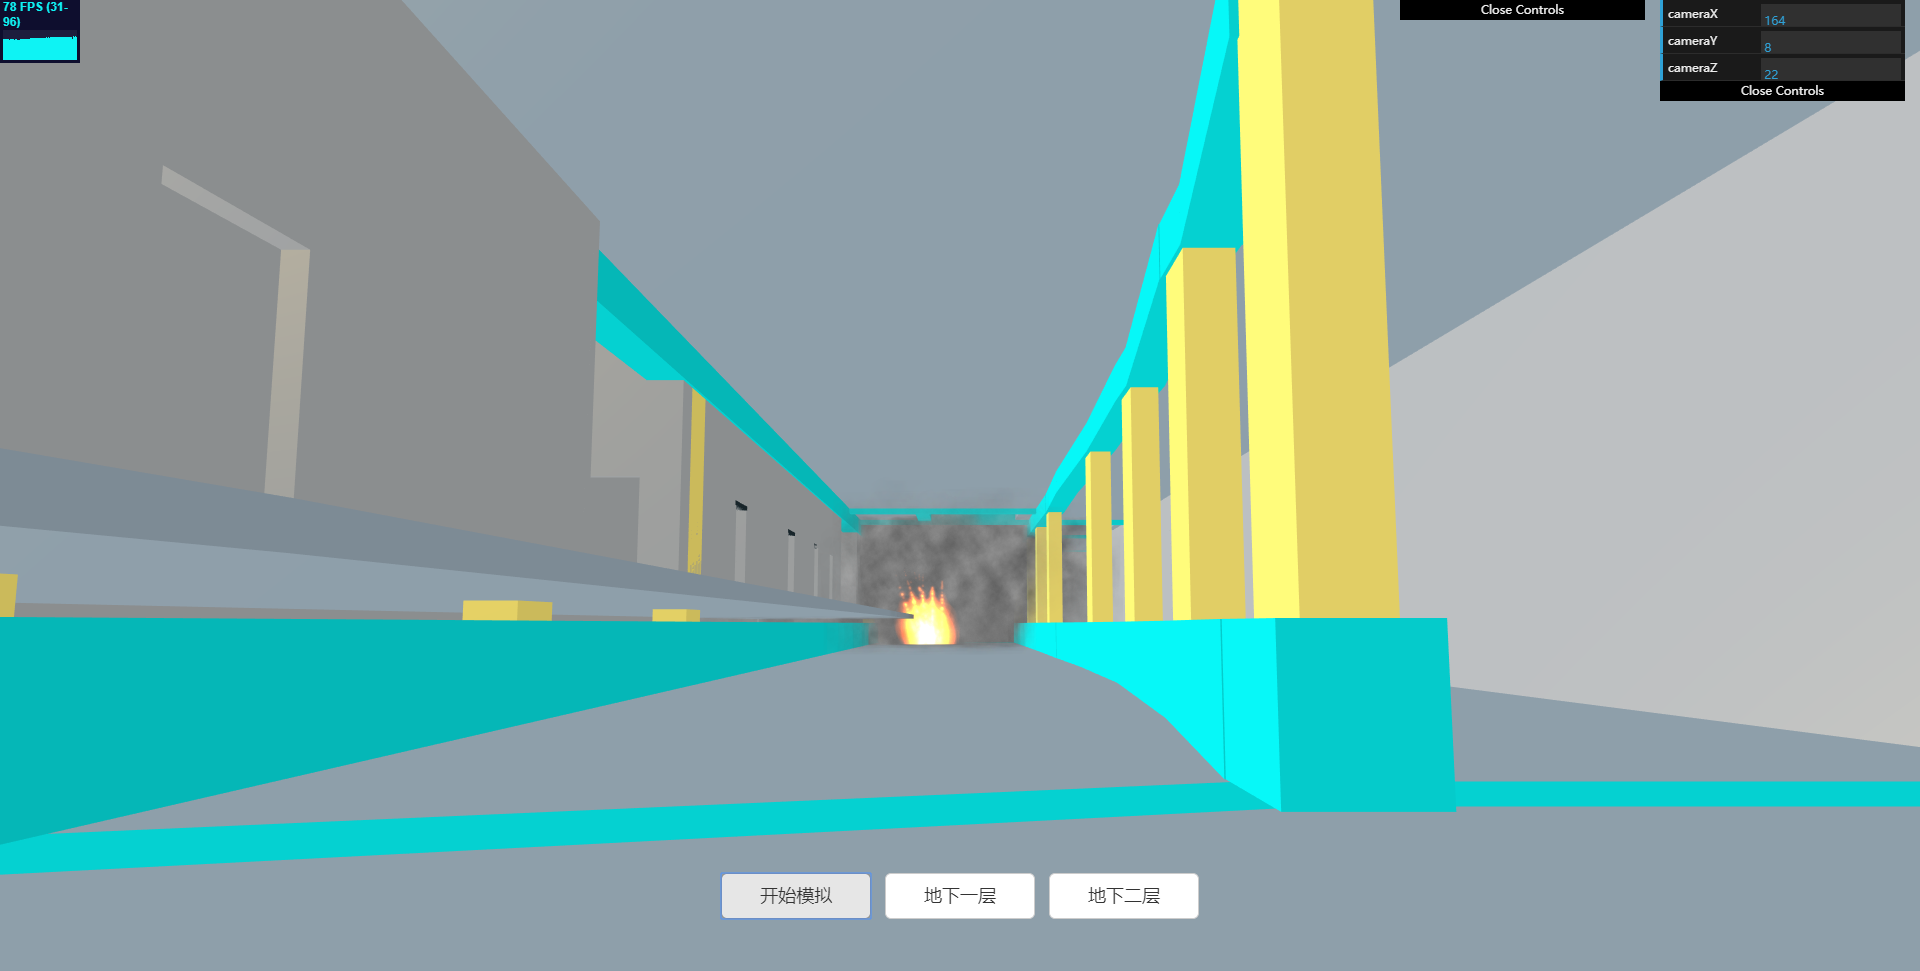 78 FPS (31-
96)
Close Controls
cameraX 164
cameraY 8
cameraZ 22
Close Controls
开始模拟 地下一层 地下二层